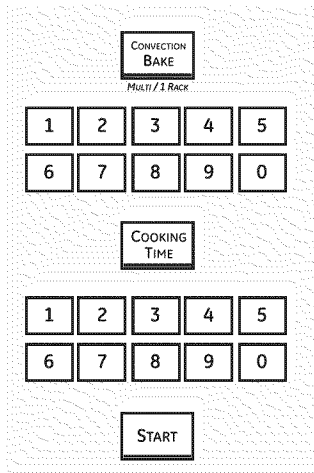 CONVECTION
BAKE
MULTI / 1 RACK
1 2 3 4 5
6 7 8 9 0
COOKING
TIME
1 2 3 4 5
6 7 8 9 0
START